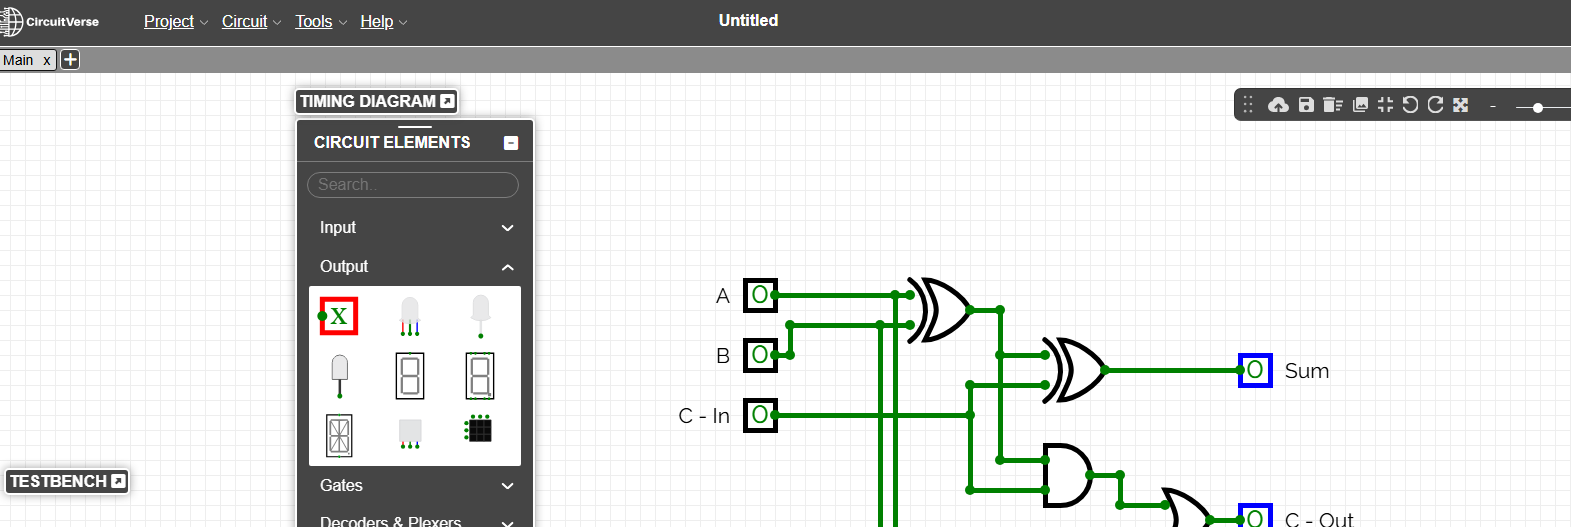 CircuitVerse Project Circuit Tools Help Untitled
Main x +
TIMING DIAGRAM
CIRCUIT ELEMENTS
Search..
Input
Output
X
A 0
B 0
C - In 0
0 Sum
TESTBENCH
Gates
Decoders & Plexers
0 C - Out